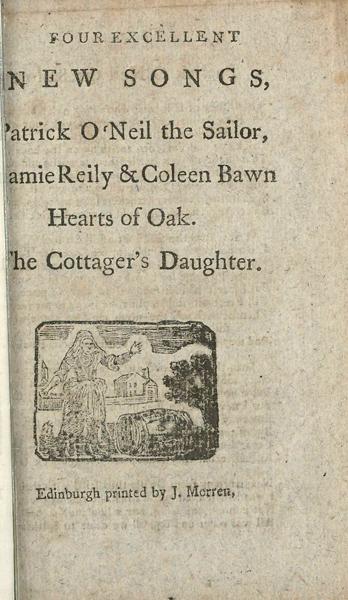 FOUR EXCELLENT
NEW SONGS,
Patrick O'Neil the Sailor,
amie Reily & Coleen Bawn
Hearts of Oak.
The Cottager's Daughter.
Edinburgh printed by J. Morren,